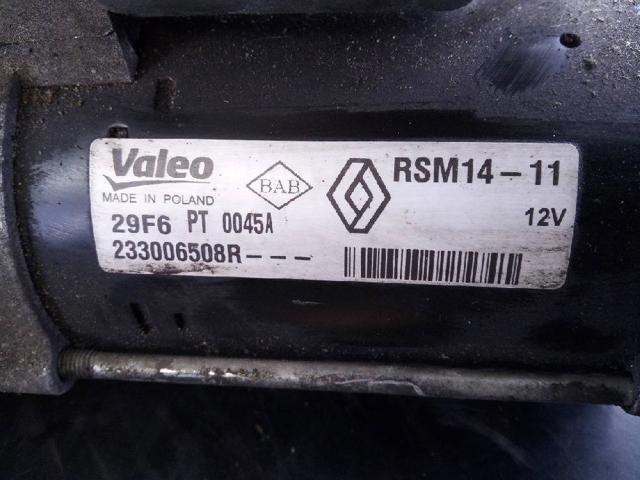 Valeo
MADE IN POLAND
BAB
RSM14-11
12V
29F6 PT 0045A
233006508R---